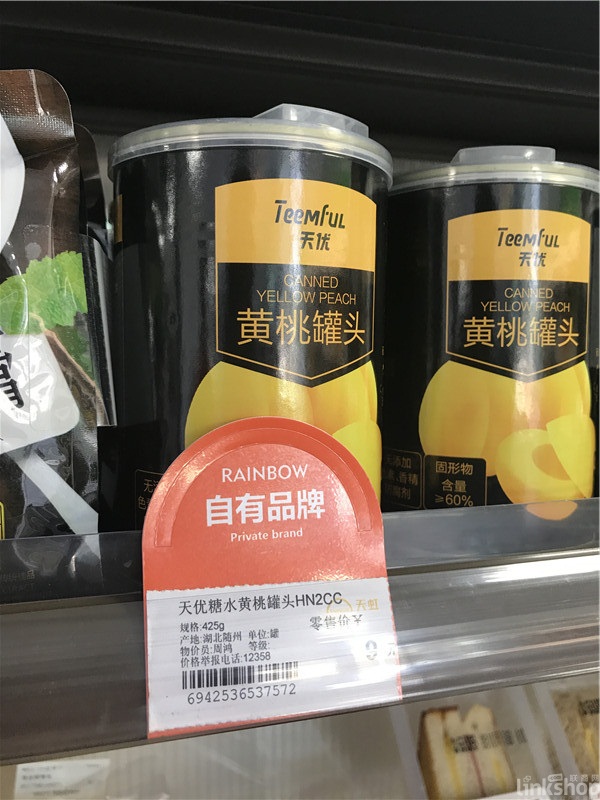 Teemful
天优
CANNED
YELLOW PEACH
黄桃罐头
Teemful
天优
CANNED
YELLOW PEACH
黄桃罐头
固形物
含量
≥60%
RAINBOW
自有品牌
Private brand
天优糖水黄桃罐头HN2CC
天虹
规格:425g
产地:湖北随州 单位:罐
物价员:周鸿 等级:
价格举报电话:12358
6942536537572
linkshop